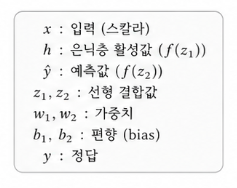 x : 입력 (스칼라)
h : 은닉층 활성값 (f(z₁))
ŷ : 예측값 (f(z₂))
z₁, z₂ : 선형 결합값
w₁, w₂ : 가중치
b₁, b₂ : 편향 (bias)
y : 정답